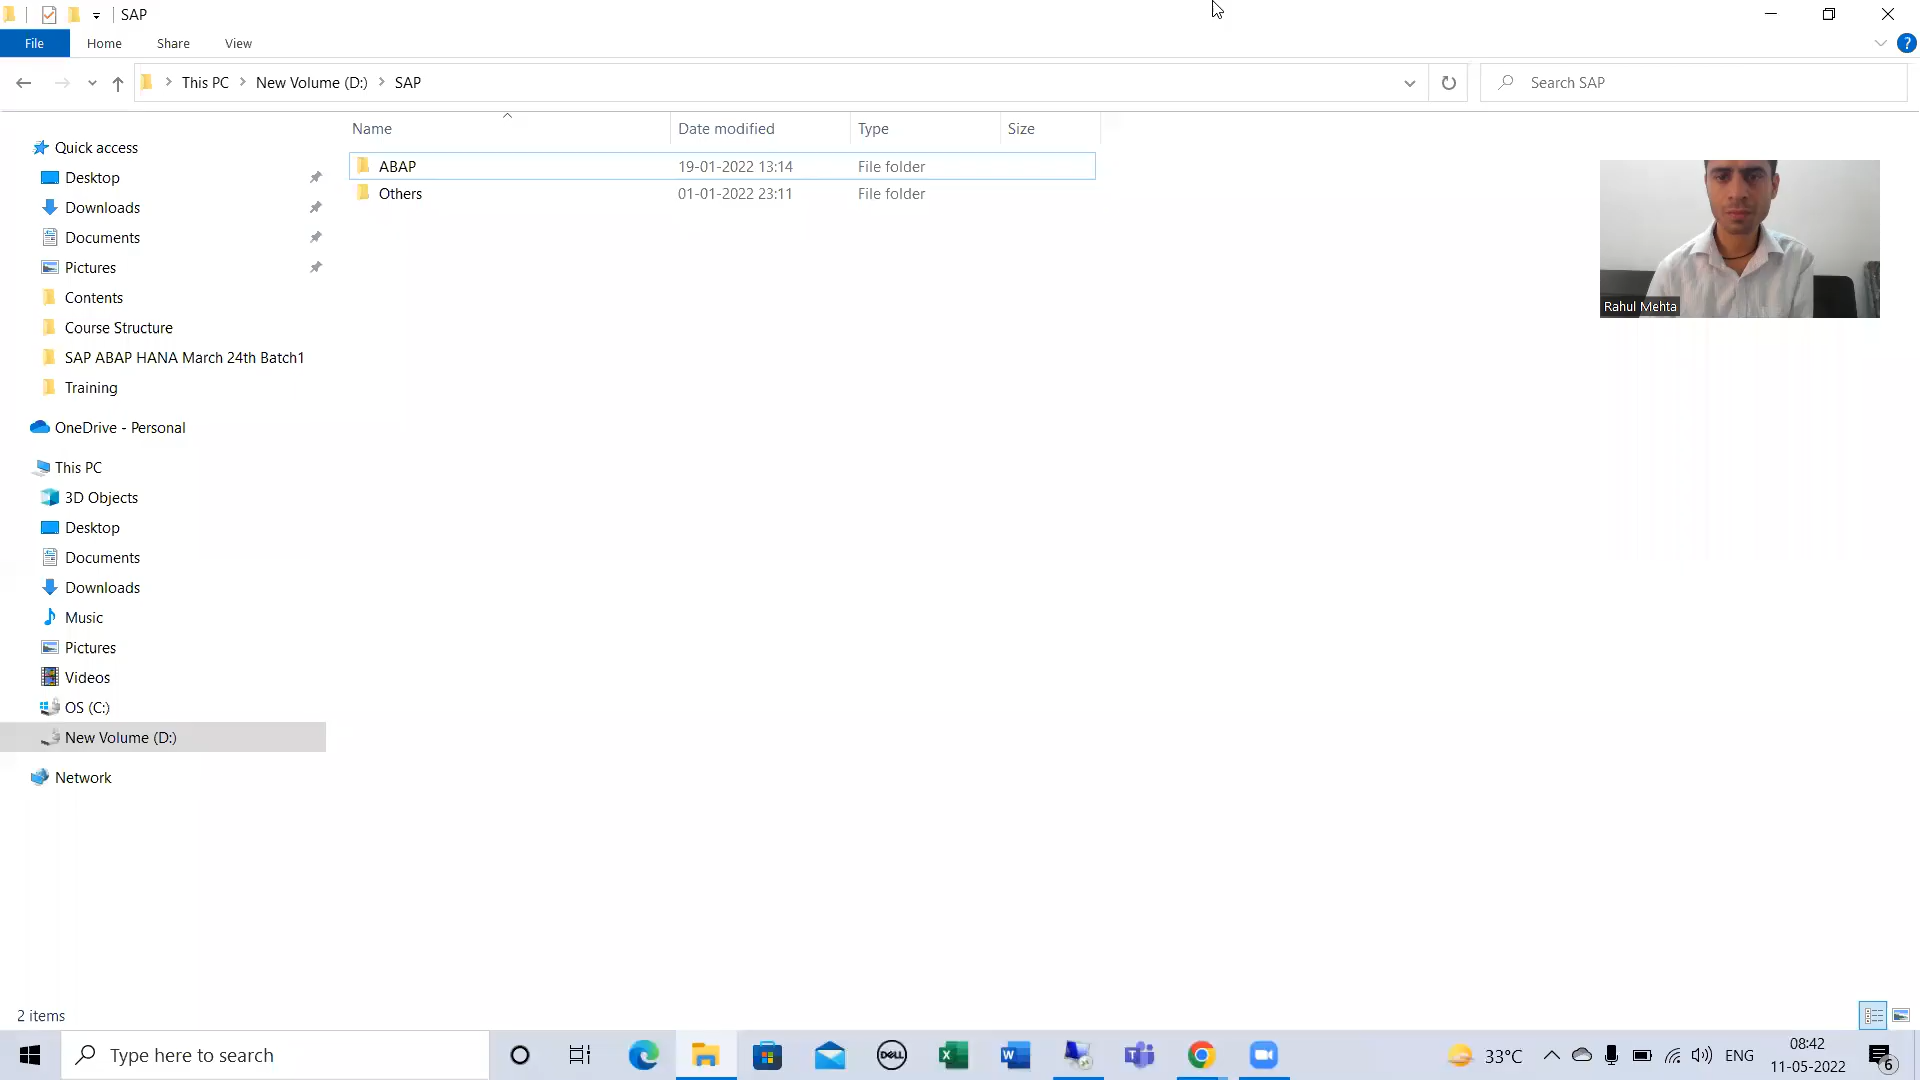 SAP
File Home Share View
This PC New Volume (D:) SAP
Search SAP
Name Date modified Type Size
ABAP 19-01-2022 13:14 File folder
Others 01-01-2022 23:11 File folder
Quick access
Desktop
Downloads
Documents
Pictures
Contents
Course Structure
SAP ABAP HANA March 24th Batch1
Training
OneDrive - Personal
This PC
3D Objects
Desktop
Documents
Downloads
Music
Pictures
Videos
OS (C:)
New Volume (D:)
Network
Rahul Mehta
2 items
Type here to search
DELL
33°C
ENG
08:42
11-05-2022
6